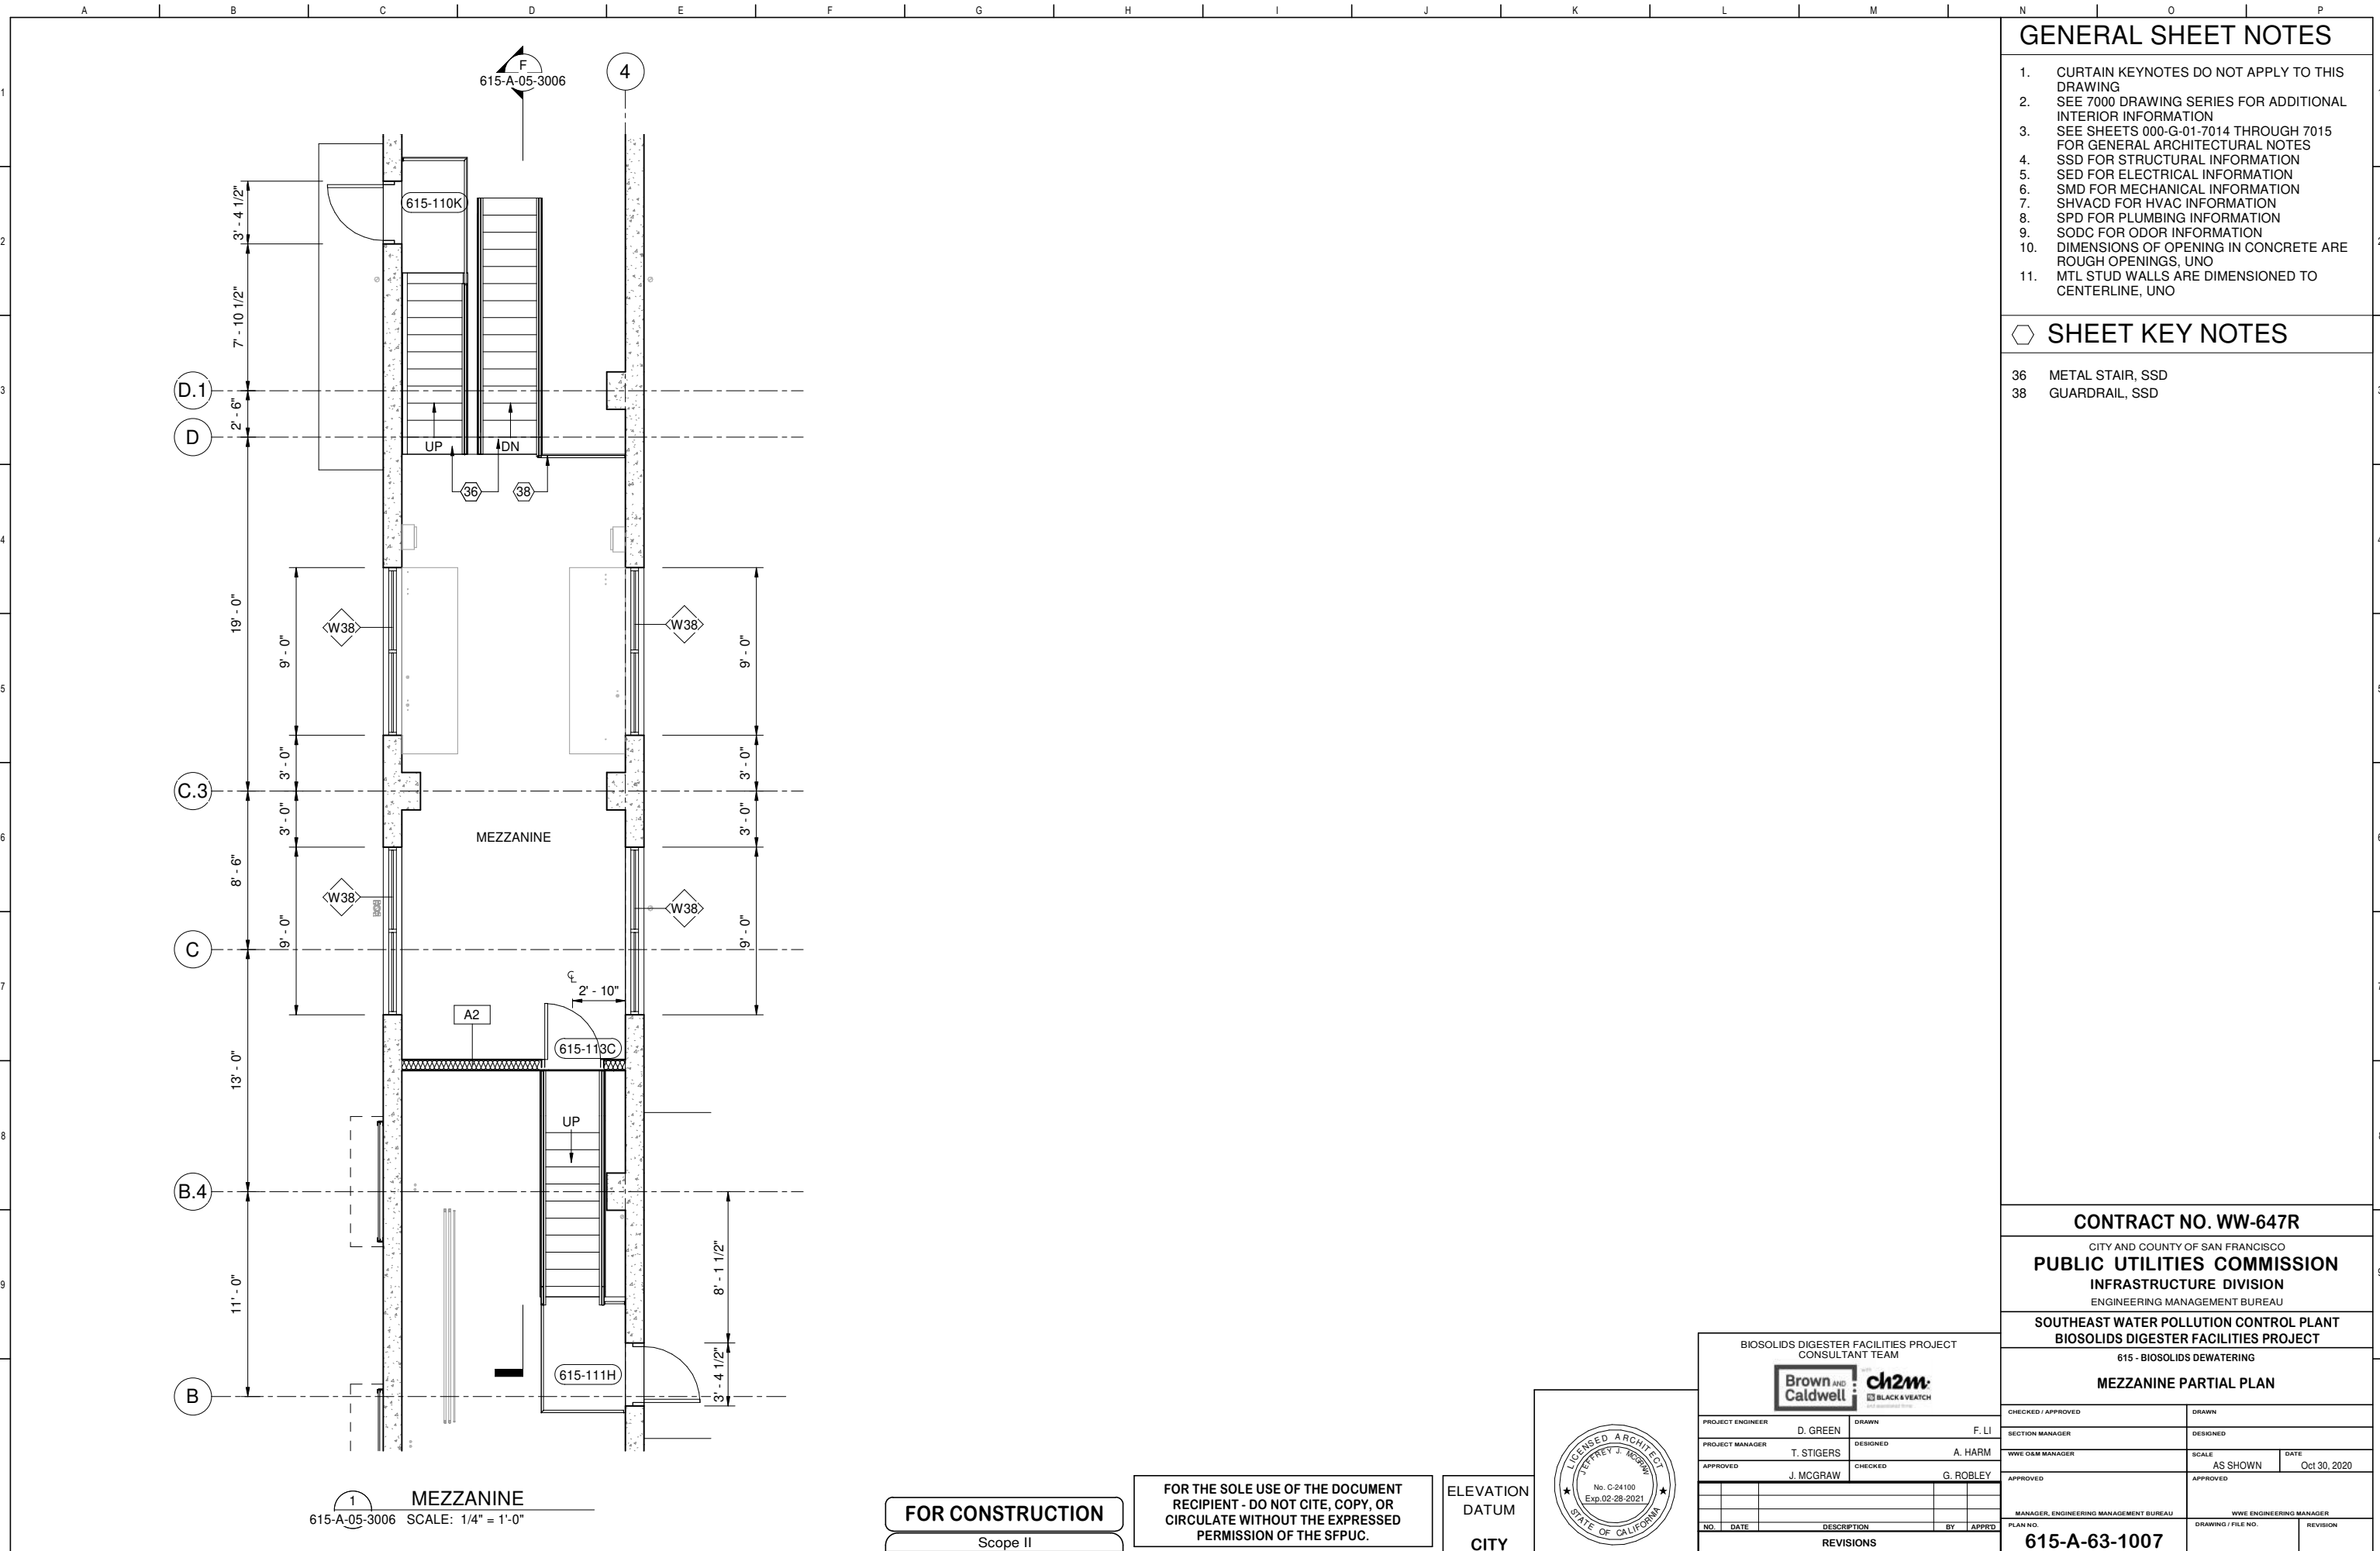 A B C D E F G H I J K L M N O P
1
2
3
4
5
6
7
8
9
F
615-A-05-3006
4
615-110K
3' - 4 1/2"
7' - 10 1/2"
D.1
2' - 6"
D
UP
DN
36
38
19' - 0"
9' - 0"
W38
W38
9' - 0"
3' - 0"
3' - 0"
C.3
3' - 0"
3' - 0"
MEZZANINE
8' - 6"
W38
W38
9' - 0"
9' - 0"
C
2' - 10"
A2
615-113C
13' - 0"
UP
B.4
11' - 0"
8' - 1 1/2"
615-111H
3' - 4 1/2"
B
1
MEZZANINE
615-A-05-3006 SCALE: 1/4" = 1'-0"
GENERAL SHEET NOTES
1. CURTAIN KEYNOTES DO NOT APPLY TO THIS
DRAWING
2. SEE 7000 DRAWING SERIES FOR ADDITIONAL
INTERIOR INFORMATION
3. SEE SHEETS 000-G-01-7014 THROUGH 7015
FOR GENERAL ARCHITECTURAL NOTES
4. SSD FOR STRUCTURAL INFORMATION
5. SED FOR ELECTRICAL INFORMATION
6. SMD FOR MECHANICAL INFORMATION
7. SHVACD FOR HVAC INFORMATION
8. SPD FOR PLUMBING INFORMATION
9. SODC FOR ODOR INFORMATION
10. DIMENSIONS OF OPENING IN CONCRETE ARE
ROUGH OPENINGS, UNO
11. MTL STUD WALLS ARE DIMENSIONED TO
CENTERLINE, UNO
SHEET KEY NOTES
36 METAL STAIR, SSD
38 GUARDRAIL, SSD
FOR CONSTRUCTION
Scope II
FOR THE SOLE USE OF THE DOCUMENT
RECIPIENT - DO NOT CITE, COPY, OR
CIRCULATE WITHOUT THE EXPRESSED
PERMISSION OF THE SFPUC.
ELEVATION
DATUM
CITY
LICENSED ARCHITECT
JEFFREY J. MCGRAW
No. C-24100
Exp.02-28-2021
STATE OF CALIFORNIA
BIOSOLIDS DIGESTER FACILITIES PROJECT
CONSULTANT TEAM
Brown AND
Caldwell
with
ch2m:
BLACK & VEATCH
PROJECT ENGINEER D. GREEN DRAWN F. LI
PROJECT MANAGER T. STIGERS DESIGNED A. HARM
APPROVED J. MCGRAW CHECKED G. ROBLEY
NO. DATE DESCRIPTION BY APPR'D
REVISIONS
CONTRACT NO. WW-647R
CITY AND COUNTY OF SAN FRANCISCO
PUBLIC UTILITIES COMMISSION
INFRASTRUCTURE DIVISION
ENGINEERING MANAGEMENT BUREAU
SOUTHEAST WATER POLLUTION CONTROL PLANT
BIOSOLIDS DIGESTER FACILITIES PROJECT
615 - BIOSOLIDS DEWATERING
MEZZANINE PARTIAL PLAN
CHECKED / APPROVED DRAWN
SECTION MANAGER DESIGNED
WWE O&M MANAGER SCALE AS SHOWN DATE Oct 30, 2020
APPROVED APPROVED
MANAGER, ENGINEERING MANAGEMENT BUREAU WWE ENGINEERING MANAGER
PLAN NO. DRAWING / FILE NO. REVISION
615-A-63-1007